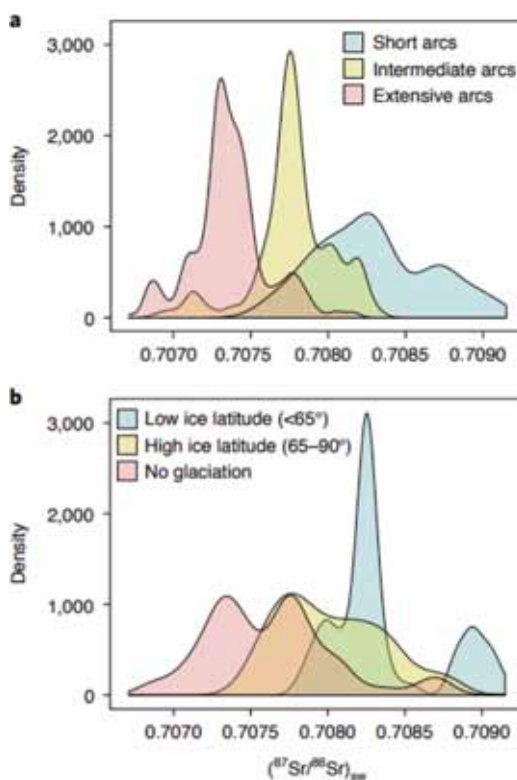 a
3,000
2,000
1,000
0
Density
Short arcs
Intermediate arcs
Extensive arcs
0.7070 0.7075 0.7080 0.7085 0.7090
b
3,000
2,000
1,000
0
Density
Low ice latitude (<65°)
High ice latitude (65–90°)
No glaciation
0.7070 0.7075 0.7080 0.7085 0.7090
(⁸⁷Sr/⁸⁶Sr)